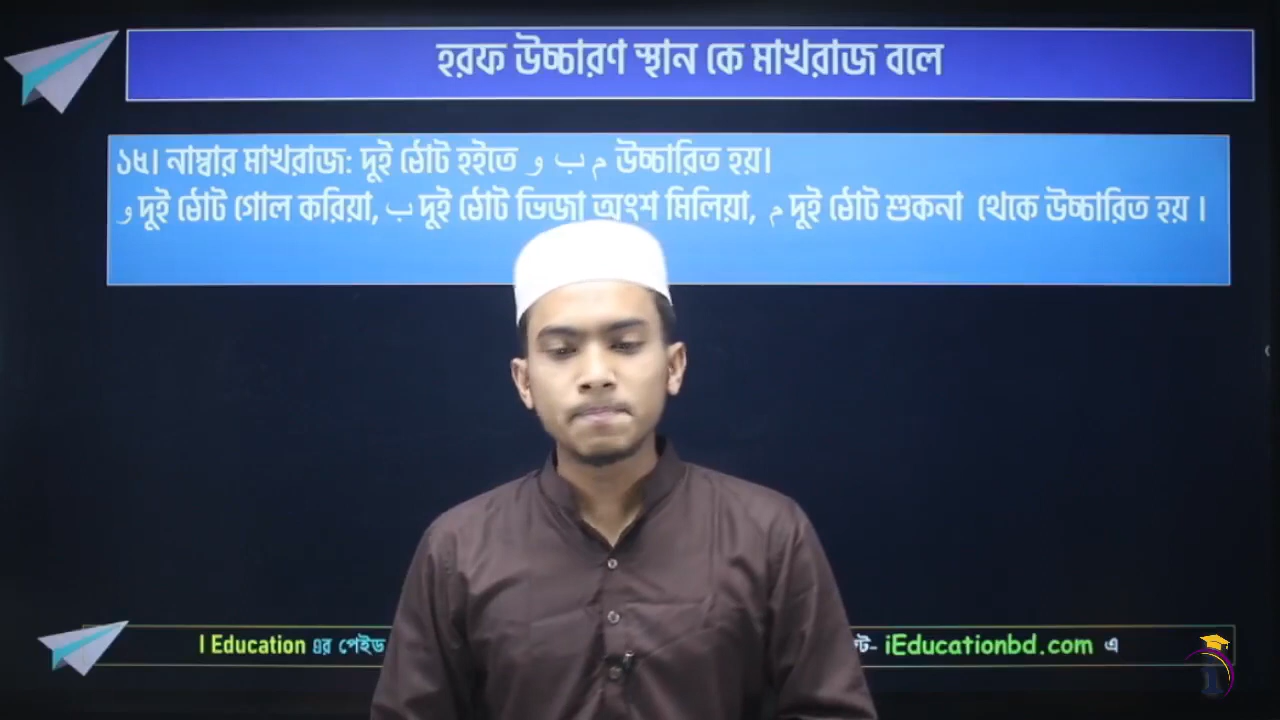 হরফ উচ্চারণ স্থান কে মাখরাজ বলে
১৫। নাম্বার মাখরাজ: দুই ঠোট হইতে و ب م উচ্চারিত হয়।
و দুই ঠোট গোল করিয়া, ب দুই ঠোট ভিজা অংশ মিলিয়া, م দুই ঠোট শুকনা থেকে উচ্চারিত হয় ।
I Education এর পেইড
iEducationbd.com এ